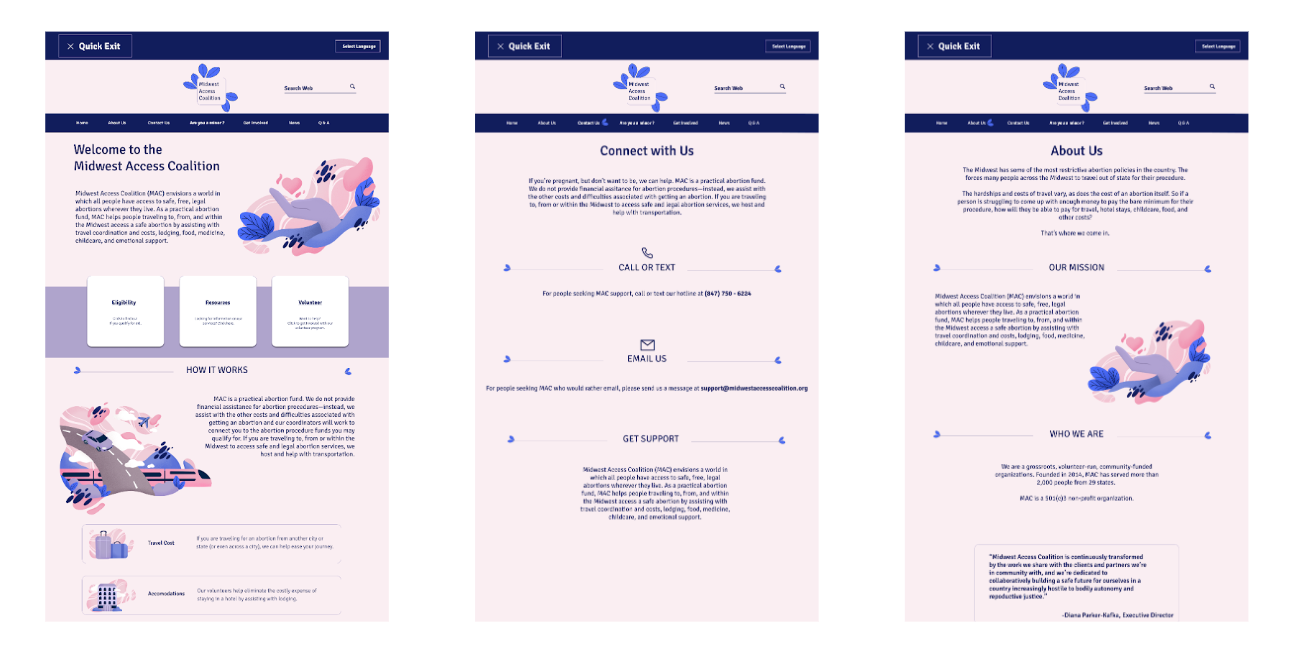 × Quick Exit
Select Language
Midwest
Access
Coalition
Search Web
Home About Us Contact Us Are you a minor? Get Involved News Q & A
Welcome to the
Midwest Access Coalition
Midwest Access Coalition (MAC) envisions a world in
which all people have access to safe, free, legal
abortions wherever they live. As a practical abortion
fund, MAC helps people traveling to, from, and within
the Midwest access a safe abortion by assisting with
travel coordination and costs, lodging, food, medicine,
childcare, and emotional support.
Eligibility
Resources
Volunteer
HOW IT WORKS
MAC is a practical abortion fund. We do not provide
financial assistance for abortion procedures—instead, we
assist with the other costs and difficulties associated with
getting an abortion and our coordinators will work to
connect you to the abortion procedure funds you may
qualify for. If you are traveling to, from or within the
Midwest to access safe and legal abortion services, we
host and help with transportation.
Travel Cost
If you are traveling for an abortion from another city or
state (or even across a city), we can help ease your journey.
Accomodations
Our volunteers help eliminate the costly expense of
staying in a hotel by assisting with lodging.
× Quick Exit
Select Language
Midwest
Access
Coalition
Search Web
Home About Us Contact Us Are you a minor? Get Involved News Q & A
Connect with Us
If you're pregnant, but don't want to be, we can help. MAC is a practical abortion fund.
We do not provide financial assitance for abortion procedures—instead, we assist with
the other costs and difficulties associated with getting an abortion. If you are traveling
to, from or within the Midwest to access safe and legal abortion services, we host and
help with transportation.
CALL OR TEXT
For people seeking MAC support, call or text our hotline at (847) 750 - 6224
EMAIL US
For people seeking MAC who would rather email, please send us a message at support@midwestaccesscoalition.org
GET SUPPORT
Midwest Access Coalition (MAC) envisions a world in
which all people have access to safe, free, legal
abortions wherever they live. As a practical abortion
fund, MAC helps people traveling to, from, and within
the Midwest access a safe abortion by assisting with
travel coordination and costs, lodging, food, medicine,
childcare, and emotional support.
× Quick Exit
Select Language
Midwest
Access
Coalition
Search Web
Home About Us Contact Us Are you a minor? Get Involved News Q & A
About Us
The Midwest has some of the most restrictive abortion policies in the country. The
forces many people across the Midwest to travel out of state for their procedure.
The hardships and costs of travel vary, as does the cost of an abortion itself. So if a
person is struggling to come up with enough money to pay the bare minimum for their
procedure, how will they be able to pay for travel, hotel stays, childcare, food, and
other costs?
That's where we come in.
OUR MISSION
Midwest Access Coalition (MAC) envisions a world in
which all people have access to safe, free, legal
abortions wherever they live. As a practical abortion
fund, MAC helps people traveling to, from, and within
the Midwest access a safe abortion by assisting with
travel coordination and costs, lodging, food, medicine,
childcare, and emotional support.
WHO WE ARE
We are a grassroots, volunteer-run, community-funded
organizations. Founded in 2014, MAC has served more than
2,000 people from 29 states.
MAC is a 501(c)3 non-profit organization.
"Midwest Access Coalition is continuously transformed
by the work we share with the clients and partners we're
in community with, and we're dedicated to
collaboratively building a safe future for ourselves in a
country increasingly hostile to bodily autonomy and
repoductive justice."
-Diana Parker-Kafka, Executive Director